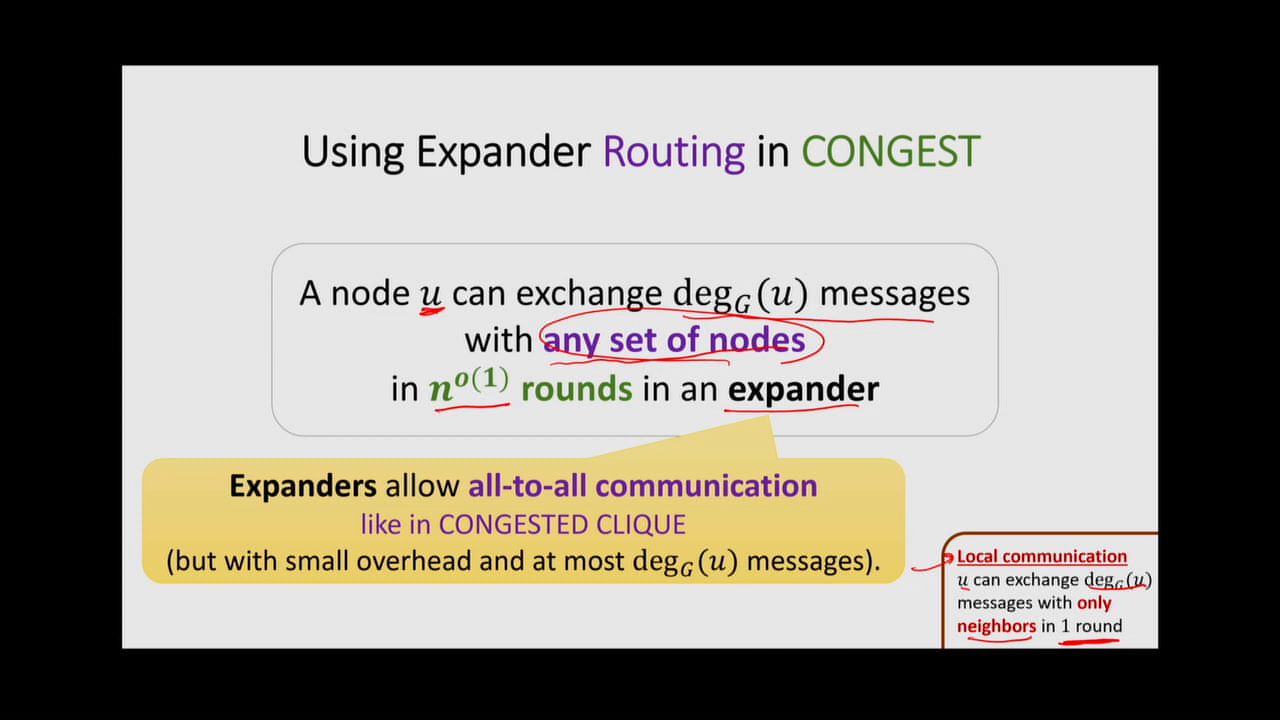 Using Expander Routing in CONGEST
A node u can exchange deg_G(u) messages
with any set of nodes
in n^{o(1)} rounds in an expander
Expanders allow all-to-all communication
like in CONGESTED CLIQUE
(but with small overhead and at most deg_G(u) messages).
Local communication
u can exchange deg_G(u)
messages with only
neighbors in 1 round